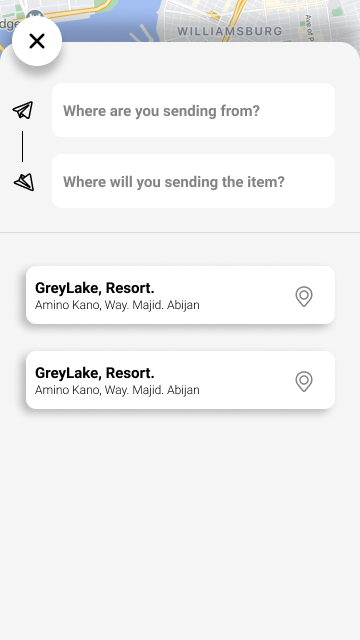 dge
WILLIAMSBURG
Ave of P
Where are you sending from?
Where will you sending the item?
GreyLake, Resort.
Amino Kano, Way. Majid. Abijan
GreyLake, Resort.
Amino Kano, Way. Majid. Abijan